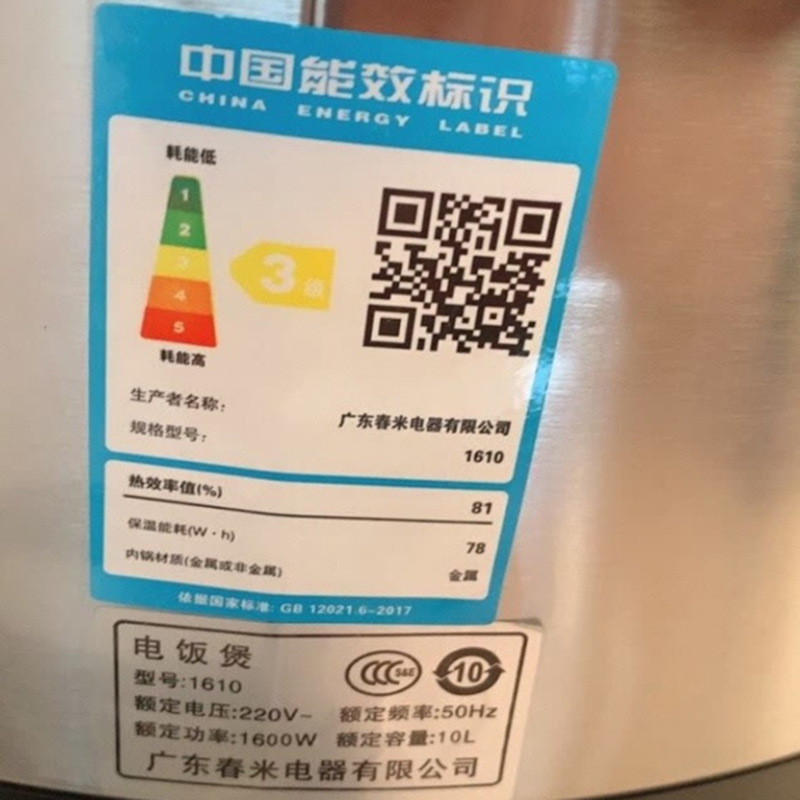 中国能效标识
CHINA ENERGY LABEL
耗能低
1
2
3
4
5
耗能高
3级
生产者名称：
广东春米电器有限公司
规格型号：
1610
热效率值(%)
81
保温能耗(W·h)
78
内锅材质(金属或非金属)
金属
依据国家标准: GB 12021.6-2017
电饭煲
CCC S&E
10
型号:1610
额定电压:220V~ 额定频率:50Hz
额定功率:1600W 额定容量:10L
广东春米电器有限公司